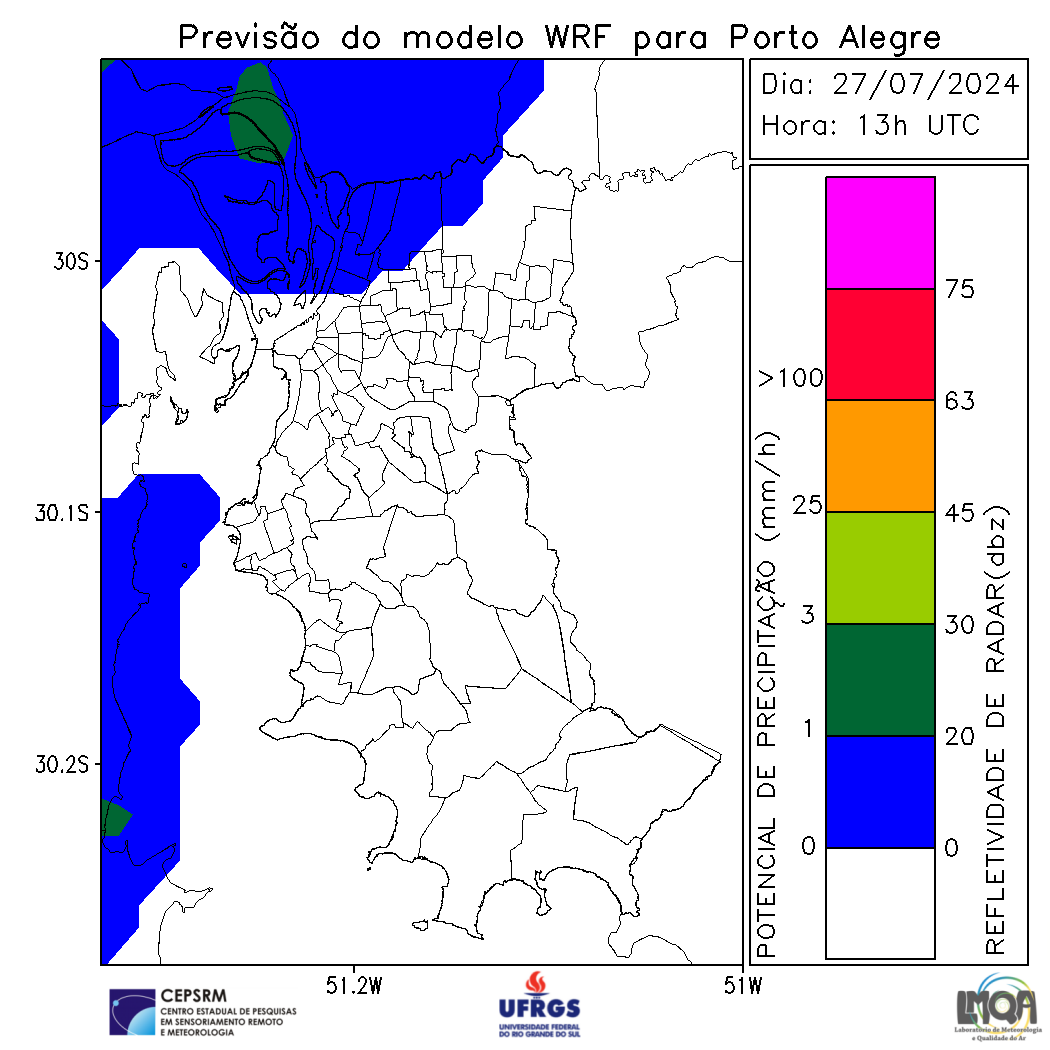 Previsão do modelo WRF para Porto Alegre
Dia: 27/07/2024
Hora: 13h UTC
30S
30.1S
30.2S
51.2W
51W
POTENCIAL DE PRECIPITAÇÃO (mm/h)
>100
25
3
1
0
75
63
45
30
20
0
REFLETIVIDADE DE RADAR(dbz)
CEPSRM
CENTRO ESTADUAL DE PESQUISAS
EM SENSORIAMENTO REMOTO
E METEOROLOGIA
UFRGS
UNIVERSIDADE FEDERAL
DO RIO GRANDE DO SUL
LMQA
Laboratório de Meteorologia
e Qualidade do Ar